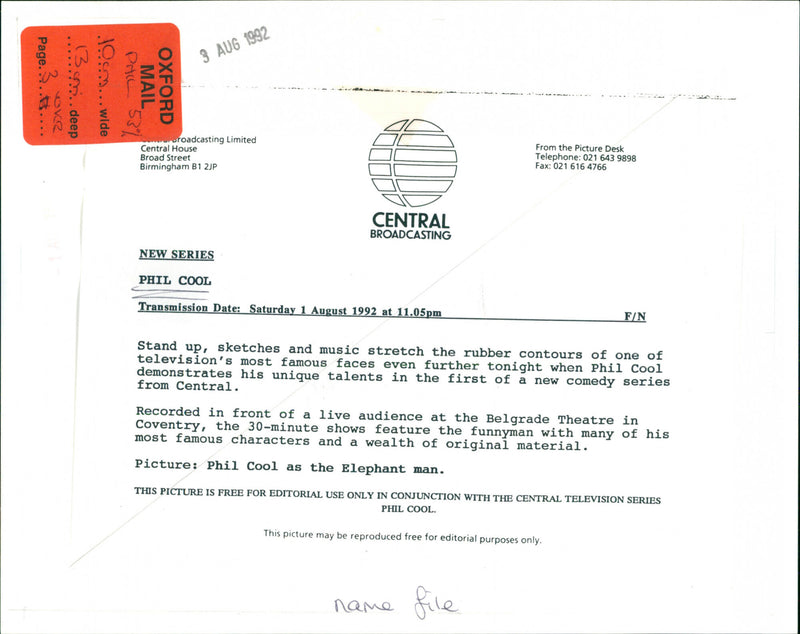 3 AUG 1992
OXFORD
MAIL
PHIL 53%
10cm wide
13cm deep
Page 3
Broadcasting Limited
Central House
Broad Street
Birmingham B1 2JP
CENTRAL
BROADCASTING
From the Picture Desk
Telephone: 021 643 9898
Fax: 021 616 4766
NEW SERIES
PHIL COOL
Transmission Date: Saturday 1 August 1992 at 11.05pm F/N
Stand up, sketches and music stretch the rubber contours of one of
television's most famous faces even further tonight when Phil Cool
demonstrates his unique talents in the first of a new comedy series
from Central.
Recorded in front of a live audience at the Belgrade Theatre in
Coventry, the 30-minute shows feature the funnyman with many of his
most famous characters and a wealth of original material.
Picture: Phil Cool as the Elephant man.
THIS PICTURE IS FREE FOR EDITORIAL USE ONLY IN CONJUNCTION WITH THE CENTRAL TELEVISION SERIES
PHIL COOL.
This picture may be reproduced free for editorial purposes only.
name file